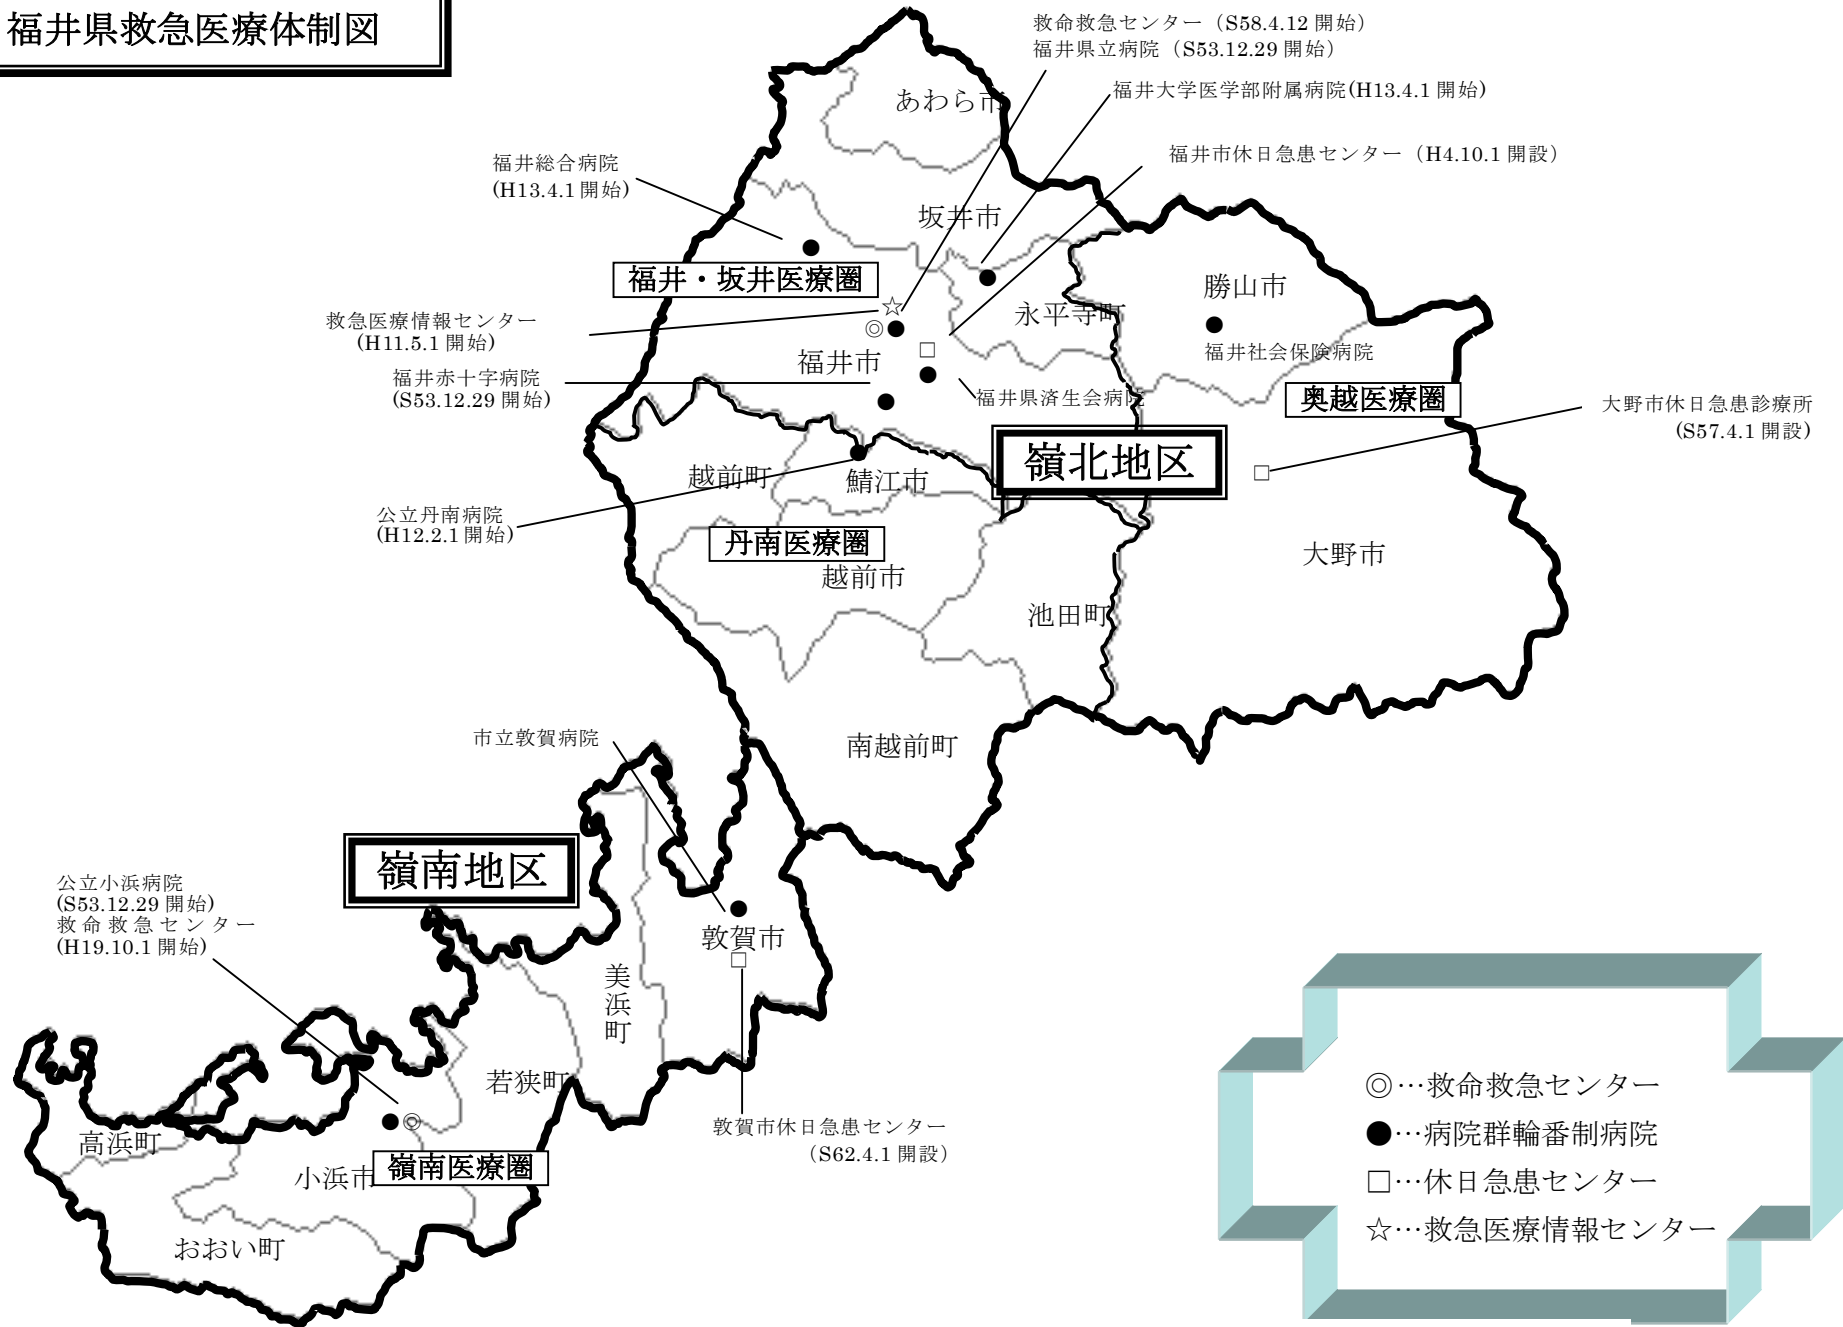 福井県救急医療体制図
救命救急センター（S58.4.12 開始）
福井県立病院（S53.12.29 開始）
福井大学医学部附属病院(H13.4.1 開始)
あわら市
福井市休日急患センター（H4.10.1 開設）
福井総合病院
(H13.4.1 開始)
坂井市
福井・坂井医療圏
勝山市
☆
永平寺町
救急医療情報センター
(H11.5.1 開始)
◎●
●
□
福井市
福井社会保険病院
福井赤十字病院
(S53.12.29 開始)
福井県済生会病院
奥越医療圏
大野市休日急患診療所
(S57.4.1 開設)
嶺北地区
越前町
鯖江市
□
公立丹南病院
(H12.2.1 開始)
丹南医療圏
越前市
大野市
池田町
市立敦賀病院
南越前町
嶺南地区
公立小浜病院
(S53.12.29 開始)
救命救急センター
(H19.10.1 開始)
●
敦賀市
□
美浜町
若狭町
●◎
高浜町
小浜市
嶺南医療圏
敦賀市休日急患センター
（S62.4.1 開設）
おおい町
◎…救命救急センター
●…病院群輪番制病院
□…休日急患センター
☆…救急医療情報センター